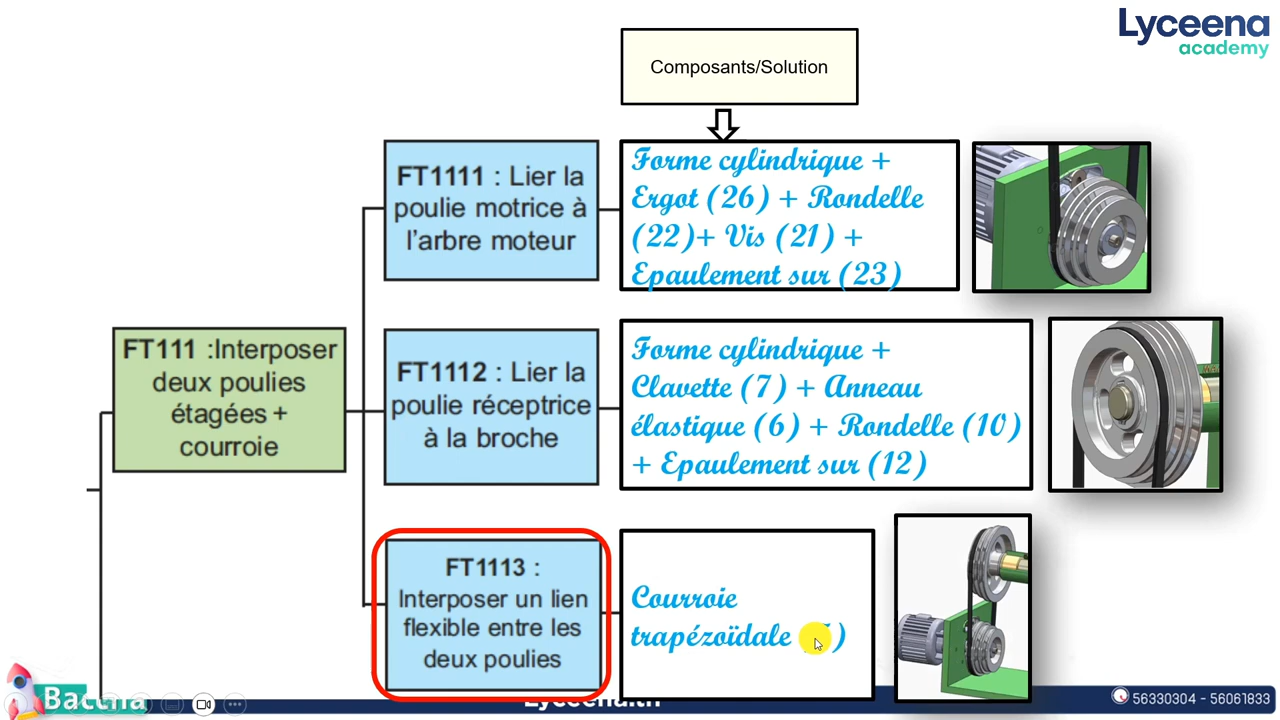 Lyceena
academy
Composants/Solution
FT1111 : Lier la
poulie motrice à
l'arbre moteur
Forme cylindrique +
Ergot (26) + Rondelle
(22)+ Vis (21) +
Epaulement sur (23)
FT111 :Interposer
deux poulies
étagées +
courroie
FT1112 : Lier la
poulie réceptrice
à la broche
Forme cylindrique +
Clavette (7) + Anneau
élastique (6) + Rondelle (10)
+ Epaulement sur (12)
FT1113 :
Interposer un lien
flexible entre les
deux poulies
Courroie
trapézoïdale
56330304 - 56061833